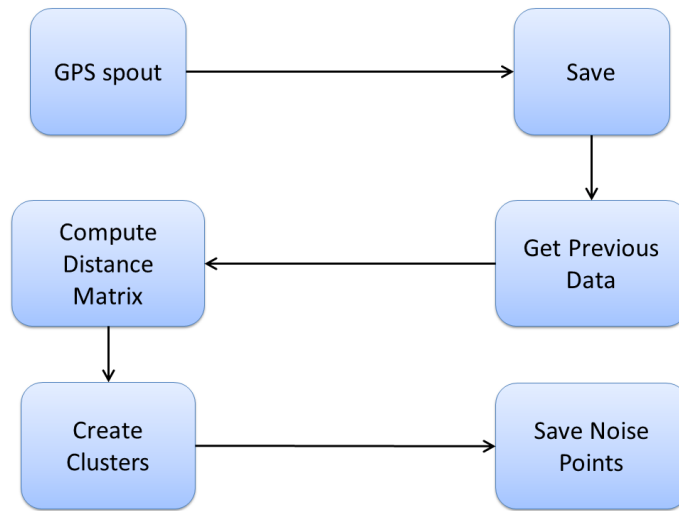 GPS spout
Save
Compute
Distance
Matrix
Get Previous
Data
Create
Clusters
Save Noise
Points